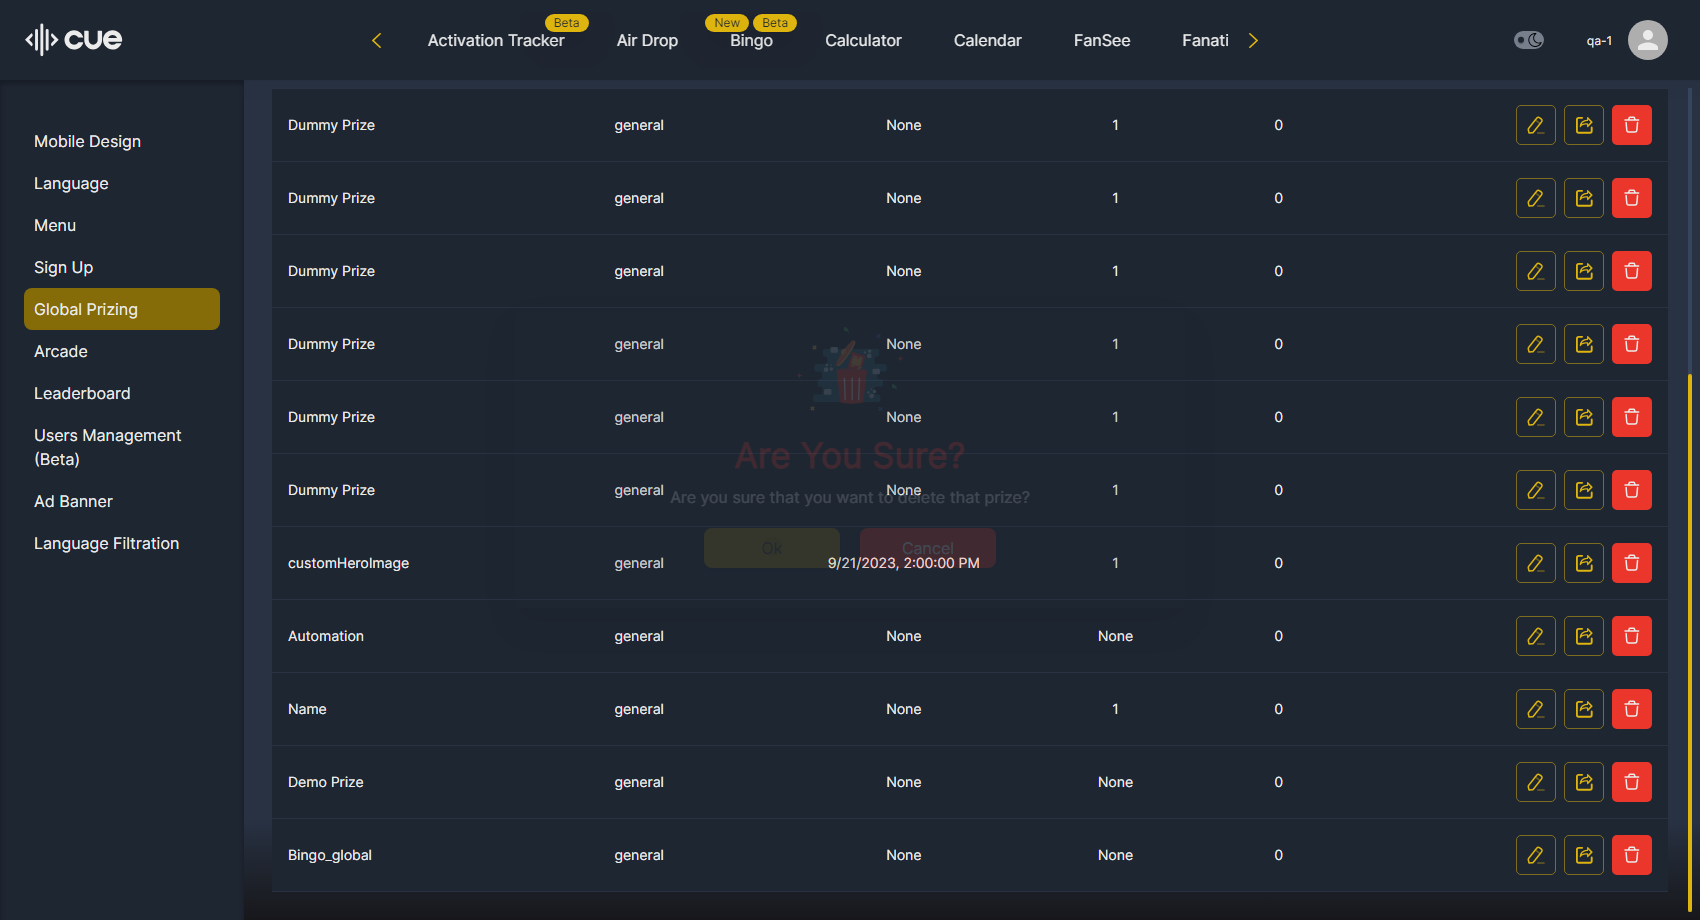 cue
Activation Tracker
Beta
Air Drop
New
Beta
Bingo
Calculator
Calendar
FanSee
Fanati
qa-1
Mobile Design
Language
Menu
Sign Up
Global Prizing
Arcade
Leaderboard
Users Management
(Beta)
Ad Banner
Language Filtration
Dummy Prize general None 1 0
Dummy Prize general None 1 0
Dummy Prize general None 1 0
Dummy Prize general None 1 0
Dummy Prize general None 1 0
Are You Sure?
Dummy Prize general None 1 0
Are you sure that you want to delete that prize?
Ok Cancel
customHeroImage general 9/21/2023, 2:00:00 PM 1 0
Automation general None None 0
Name general None 1 0
Demo Prize general None None 0
Bingo_global general None None 0